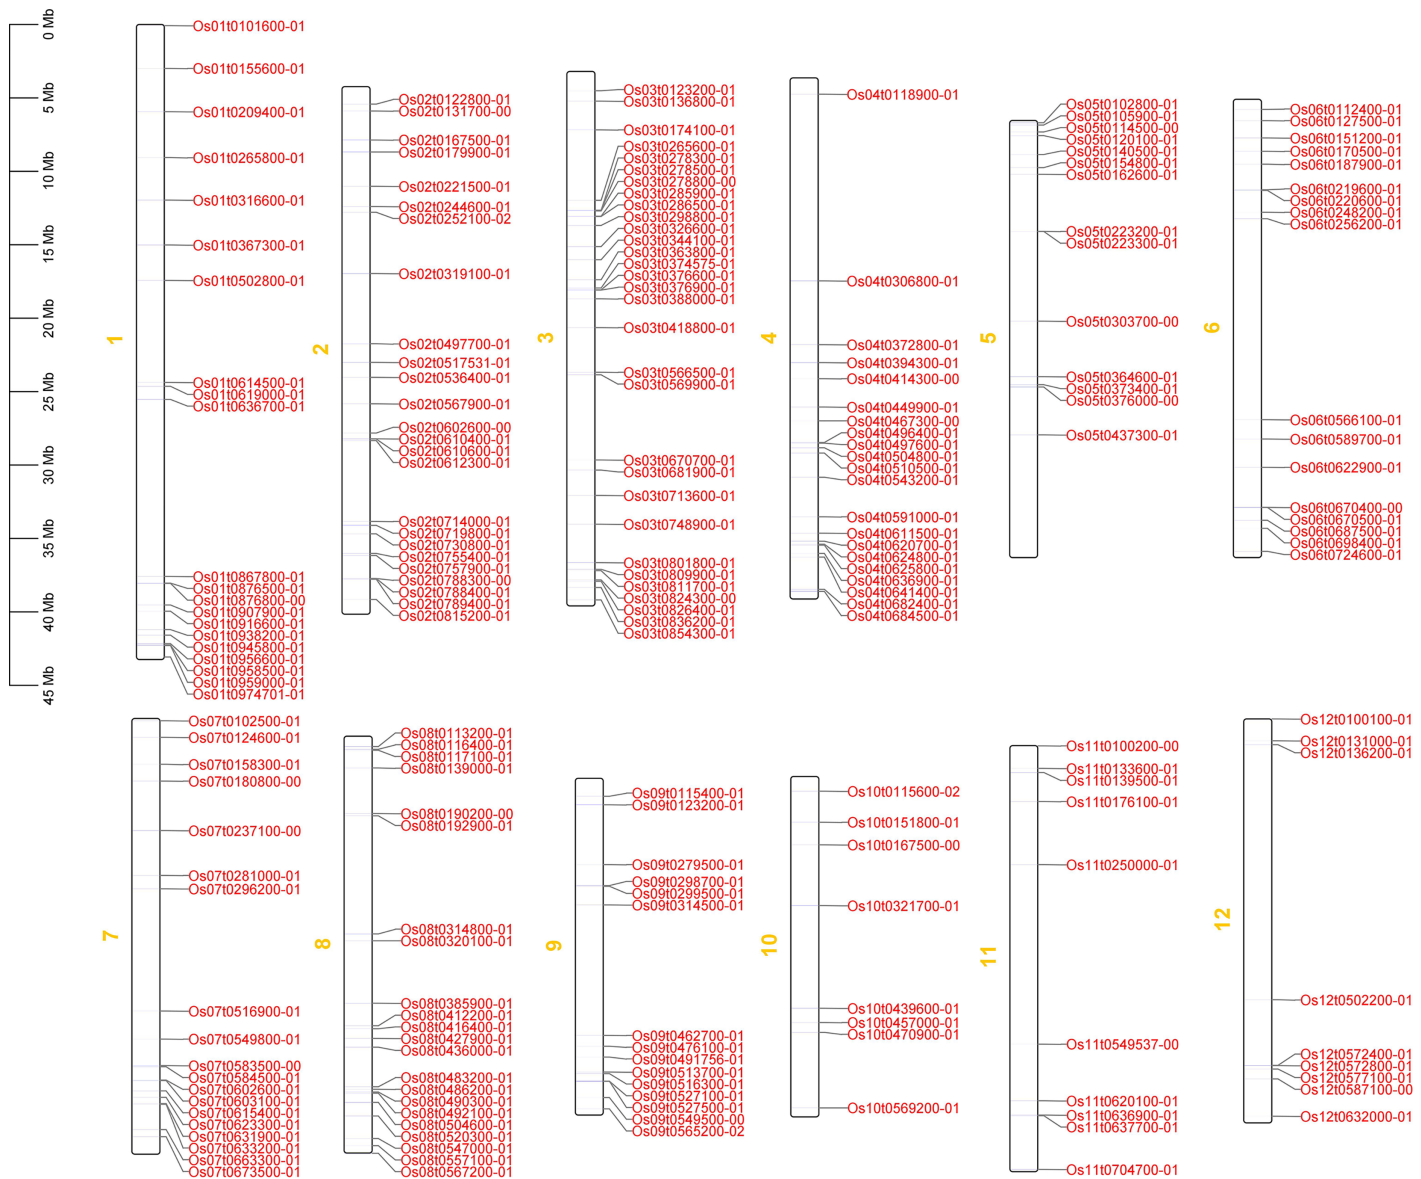 0 Mb
5 Mb
10 Mb
15 Mb
20 Mb
25 Mb
30 Mb
35 Mb
40 Mb
45 Mb
1
Os01t0101600-01
Os01t0155600-01
Os01t0209400-01
Os01t0265800-01
Os01t0316600-01
Os01t0367300-01
Os01t0502800-01
Os01t0614500-01
Os01t0619000-01
Os01t0636700-01
Os01t0867800-01
Os01t0876500-01
Os01t0876800-00
Os01t0907900-01
Os01t0916600-01
Os01t0938200-01
Os01t0945800-01
Os01t0956600-01
Os01t0958500-01
Os01t0959000-01
Os01t0974701-01
2
Os02t0122800-01
Os02t0131700-00
Os02t0167500-01
Os02t0179900-01
Os02t0221500-01
Os02t0244600-01
Os02t0252100-02
Os02t0319100-01
Os02t0497700-01
Os02t0517531-01
Os02t0536400-01
Os02t0567900-01
Os02t0602600-00
Os02t0610400-01
Os02t0610600-01
Os02t0612300-01
Os02t0714000-01
Os02t0719800-01
Os02t0730800-01
Os02t0755400-01
Os02t0757900-01
Os02t0788300-00
Os02t0788400-01
Os02t0789400-01
Os02t0815200-01
3
Os03t0123200-01
Os03t0136800-01
Os03t0174100-01
Os03t0265600-01
Os03t0278300-01
Os03t0278500-01
Os03t0278800-00
Os03t0285900-01
Os03t0286500-01
Os03t0298800-01
Os03t0326600-01
Os03t0344100-01
Os03t0363800-01
Os03t0374575-01
Os03t0376600-01
Os03t0376900-01
Os03t0388000-01
Os03t0418800-01
Os03t0566500-01
Os03t0569900-01
Os03t0670700-01
Os03t0681900-01
Os03t0713600-01
Os03t0748900-01
Os03t0801800-01
Os03t0809900-01
Os03t0811700-01
Os03t0824300-00
Os03t0826400-01
Os03t0836200-01
Os03t0854300-01
4
Os04t0118900-01
Os04t0306800-01
Os04t0372800-01
Os04t0394300-01
Os04t0414300-00
Os04t0449900-01
Os04t0467300-00
Os04t0496400-01
Os04t0497600-01
Os04t0504800-01
Os04t0510500-01
Os04t0543200-01
Os04t0591000-01
Os04t0611500-01
Os04t0620700-01
Os04t0624800-01
Os04t0625800-01
Os04t0636900-01
Os04t0641400-01
Os04t0682400-01
Os04t0684500-01
5
Os05t0102800-01
Os05t0105900-01
Os05t0114500-00
Os05t0120100-01
Os05t0140500-01
Os05t0154800-01
Os05t0162600-01
Os05t0223200-01
Os05t0223300-01
Os05t0303700-00
Os05t0364600-01
Os05t0373400-01
Os05t0376000-00
Os05t0437300-01
6
Os06t0112400-01
Os06t0127500-01
Os06t0151200-01
Os06t0170500-01
Os06t0187900-01
Os06t0219600-01
Os06t0220600-01
Os06t0248200-01
Os06t0256200-01
Os06t0566100-01
Os06t0589700-01
Os06t0622900-01
Os06t0670400-00
Os06t0670500-01
Os06t0687500-01
Os06t0698400-01
Os06t0724600-01
7
Os07t0102500-01
Os07t0124600-01
Os07t0158300-01
Os07t0180800-00
Os07t0237100-00
Os07t0281000-01
Os07t0296200-01
Os07t0516900-01
Os07t0549800-01
Os07t0583500-00
Os07t0584500-01
Os07t0602600-01
Os07t0603100-01
Os07t0615400-01
Os07t0623300-01
Os07t0631900-01
Os07t0633200-01
Os07t0663300-01
Os07t0673500-01
8
Os08t0113200-01
Os08t0116400-01
Os08t0117100-01
Os08t0139000-01
Os08t0190200-00
Os08t0192900-01
Os08t0314800-01
Os08t0320100-01
Os08t0385900-01
Os08t0412200-01
Os08t0416400-01
Os08t0427900-01
Os08t0436000-01
Os08t0483200-01
Os08t0486200-01
Os08t0490300-01
Os08t0492100-01
Os08t0504600-01
Os08t0520300-01
Os08t0547000-01
Os08t0557100-01
Os08t0567200-01
9
Os09t0115400-01
Os09t0123200-01
Os09t0279500-01
Os09t0298700-01
Os09t0299500-01
Os09t0314500-01
Os09t0462700-01
Os09t0476100-01
Os09t0491756-01
Os09t0513700-01
Os09t0516300-01
Os09t0527100-01
Os09t0527500-01
Os09t0549500-00
Os09t0565200-02
10
Os10t0115600-02
Os10t0151800-01
Os10t0167500-00
Os10t0321700-01
Os10t0439600-01
Os10t0457000-01
Os10t0470900-01
Os10t0569200-01
11
Os11t0100200-00
Os11t0133600-01
Os11t0139500-01
Os11t0176100-01
Os11t0250000-01
Os11t0549537-00
Os11t0620100-01
Os11t0636900-01
Os11t0637700-01
Os11t0704700-01
12
Os12t0100100-01
Os12t0131000-01
Os12t0136200-01
Os12t0502200-01
Os12t0572400-01
Os12t0572800-01
Os12t0577100-01
Os12t0587100-00
Os12t0632000-01